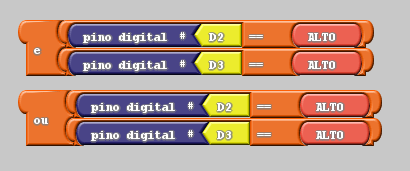 pino digital # D2 == ALTO
e
pino digital # D3 == ALTO
pino digital # D2 == ALTO
ou
pino digital # D3 == ALTO